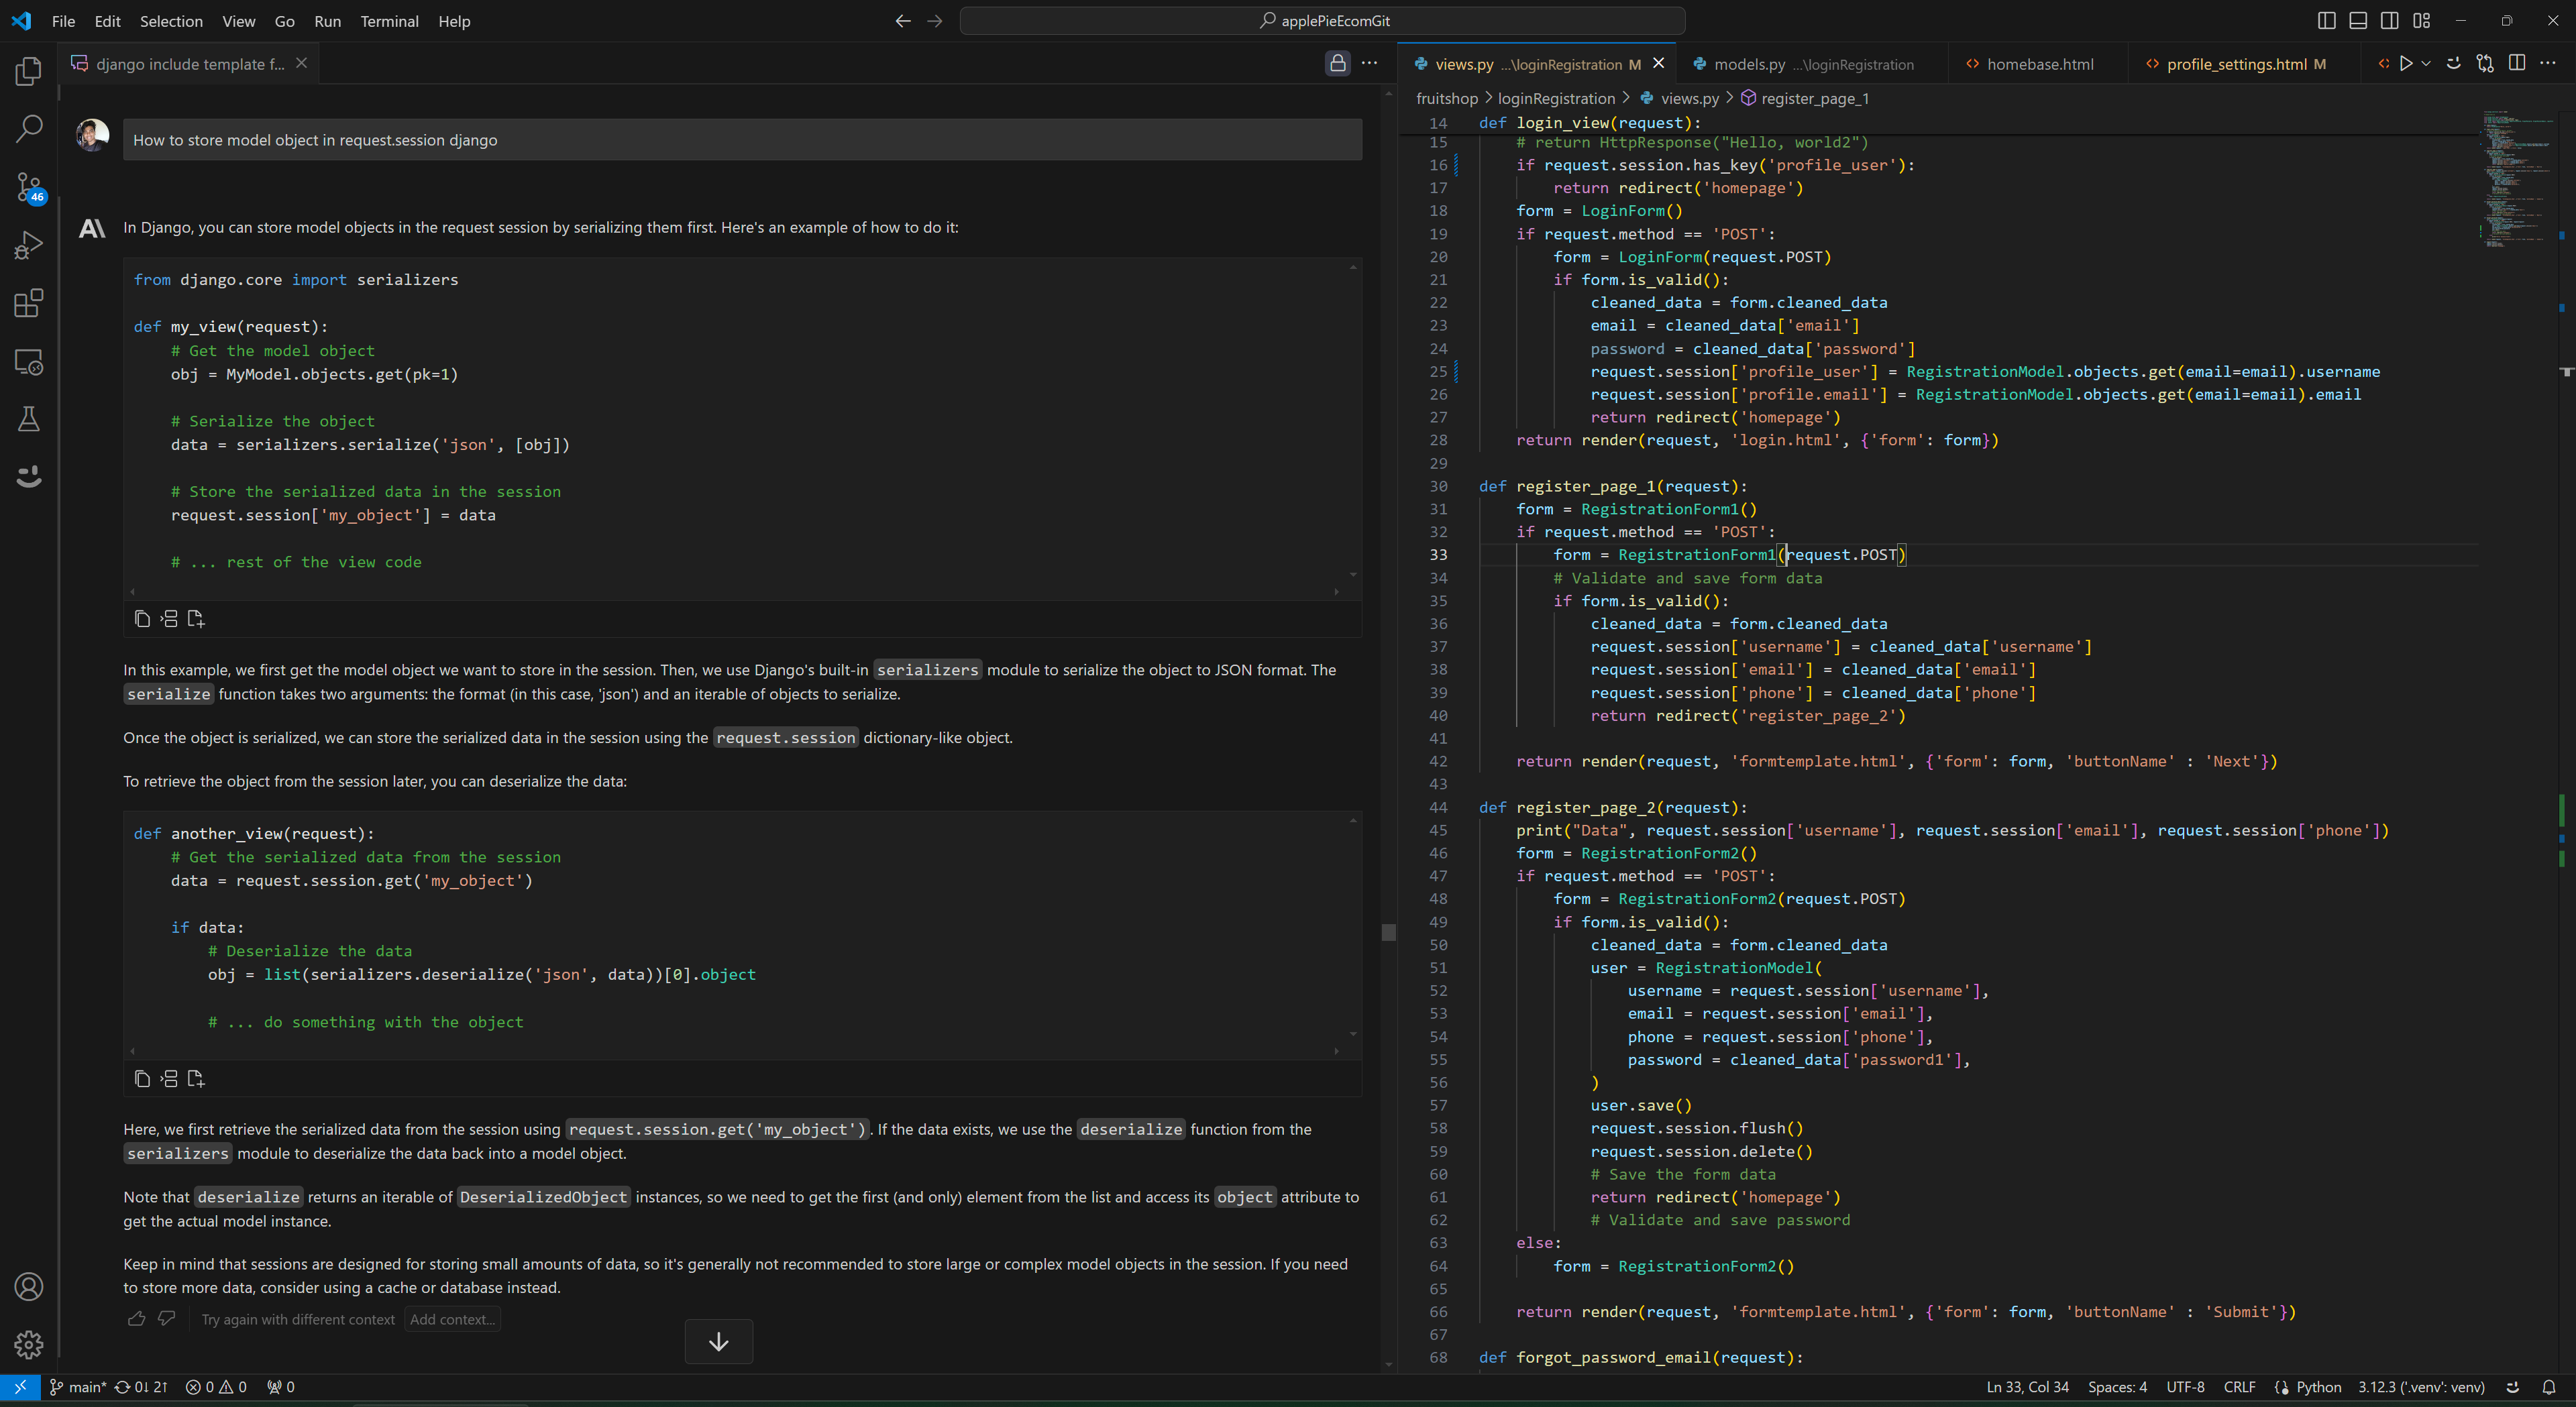 File Edit Selection View Go Run Terminal Help
applePieEcomGit
django include template f...
How to store model object in request.session django
In Django, you can store model objects in the request session by serializing them first. Here's an example of how to do it:
from django.core import serializers
def my_view(request):
# Get the model object
obj = MyModel.objects.get(pk=1)
# Serialize the object
data = serializers.serialize('json', [obj])
# Store the serialized data in the session
request.session['my_object'] = data
# ... rest of the view code
In this example, we first get the model object we want to store in the session. Then, we use Django's built-in serializers module to serialize the object to JSON format. The
serialize function takes two arguments: the format (in this case, 'json') and an iterable of objects to serialize.
Once the object is serialized, we can store the serialized data in the session using the request.session dictionary-like object.
To retrieve the object from the session later, you can deserialize the data:
def another_view(request):
# Get the serialized data from the session
data = request.session.get('my_object')
if data:
# Deserialize the data
obj = list(serializers.deserialize('json', data))[0].object
# ... do something with the object
Here, we first retrieve the serialized data from the session using request.session.get('my_object'). If the data exists, we use the deserialize function from the
serializers module to deserialize the data back into a model object.
Note that deserialize returns an iterable of DeserializedObject instances, so we need to get the first (and only) element from the list and access its object attribute to
get the actual model instance.
Keep in mind that sessions are designed for storing small amounts of data, so it's generally not recommended to store large or complex model objects in the session. If you need
to store more data, consider using a cache or database instead.
Try again with different context Add context...
46
views.py ...\loginRegistration M models.py ...\loginRegistration homebase.html profile_settings.html M
fruitshop > loginRegistration > views.py > register_page_1
14 def login_view(request):
15 # return HttpResponse("Hello, world2")
16 if request.session.has_key('profile_user'):
17 return redirect('homepage')
18 form = LoginForm()
19 if request.method == 'POST':
20 form = LoginForm(request.POST)
21 if form.is_valid():
22 cleaned_data = form.cleaned_data
23 email = cleaned_data['email']
24 password = cleaned_data['password']
25 request.session['profile_user'] = RegistrationModel.objects.get(email=email).username
26 request.session['profile.email'] = RegistrationModel.objects.get(email=email).email
27 return redirect('homepage')
28 return render(request, 'login.html', {'form': form})
29
30 def register_page_1(request):
31 form = RegistrationForm1()
32 if request.method == 'POST':
33 form = RegistrationForm1(request.POST)
34 # Validate and save form data
35 if form.is_valid():
36 cleaned_data = form.cleaned_data
37 request.session['username'] = cleaned_data['username']
38 request.session['email'] = cleaned_data['email']
39 request.session['phone'] = cleaned_data['phone']
40 return redirect('register_page_2')
41
42 return render(request, 'formtemplate.html', {'form': form, 'buttonName' : 'Next'})
43
44 def register_page_2(request):
45 print("Data", request.session['username'], request.session['email'], request.session['phone'])
46 form = RegistrationForm2()
47 if request.method == 'POST':
48 form = RegistrationForm2(request.POST)
49 if form.is_valid():
50 cleaned_data = form.cleaned_data
51 user = RegistrationModel(
52 username = request.session['username'],
53 email = request.session['email'],
54 phone = request.session['phone'],
55 password = cleaned_data['password1'],
56 )
57 user.save()
58 request.session.flush()
59 request.session.delete()
60 # Save the form data
61 return redirect('homepage')
62 # Validate and save password
63 else:
64 form = RegistrationForm2()
65
66 return render(request, 'formtemplate.html', {'form': form, 'buttonName' : 'Submit'})
67
68 def forgot_password_email(request):
main* 0↓ 2↑ 0 0 0
Ln 33, Col 34 Spaces: 4 UTF-8 CRLF Python 3.12.3 ('.venv': venv)